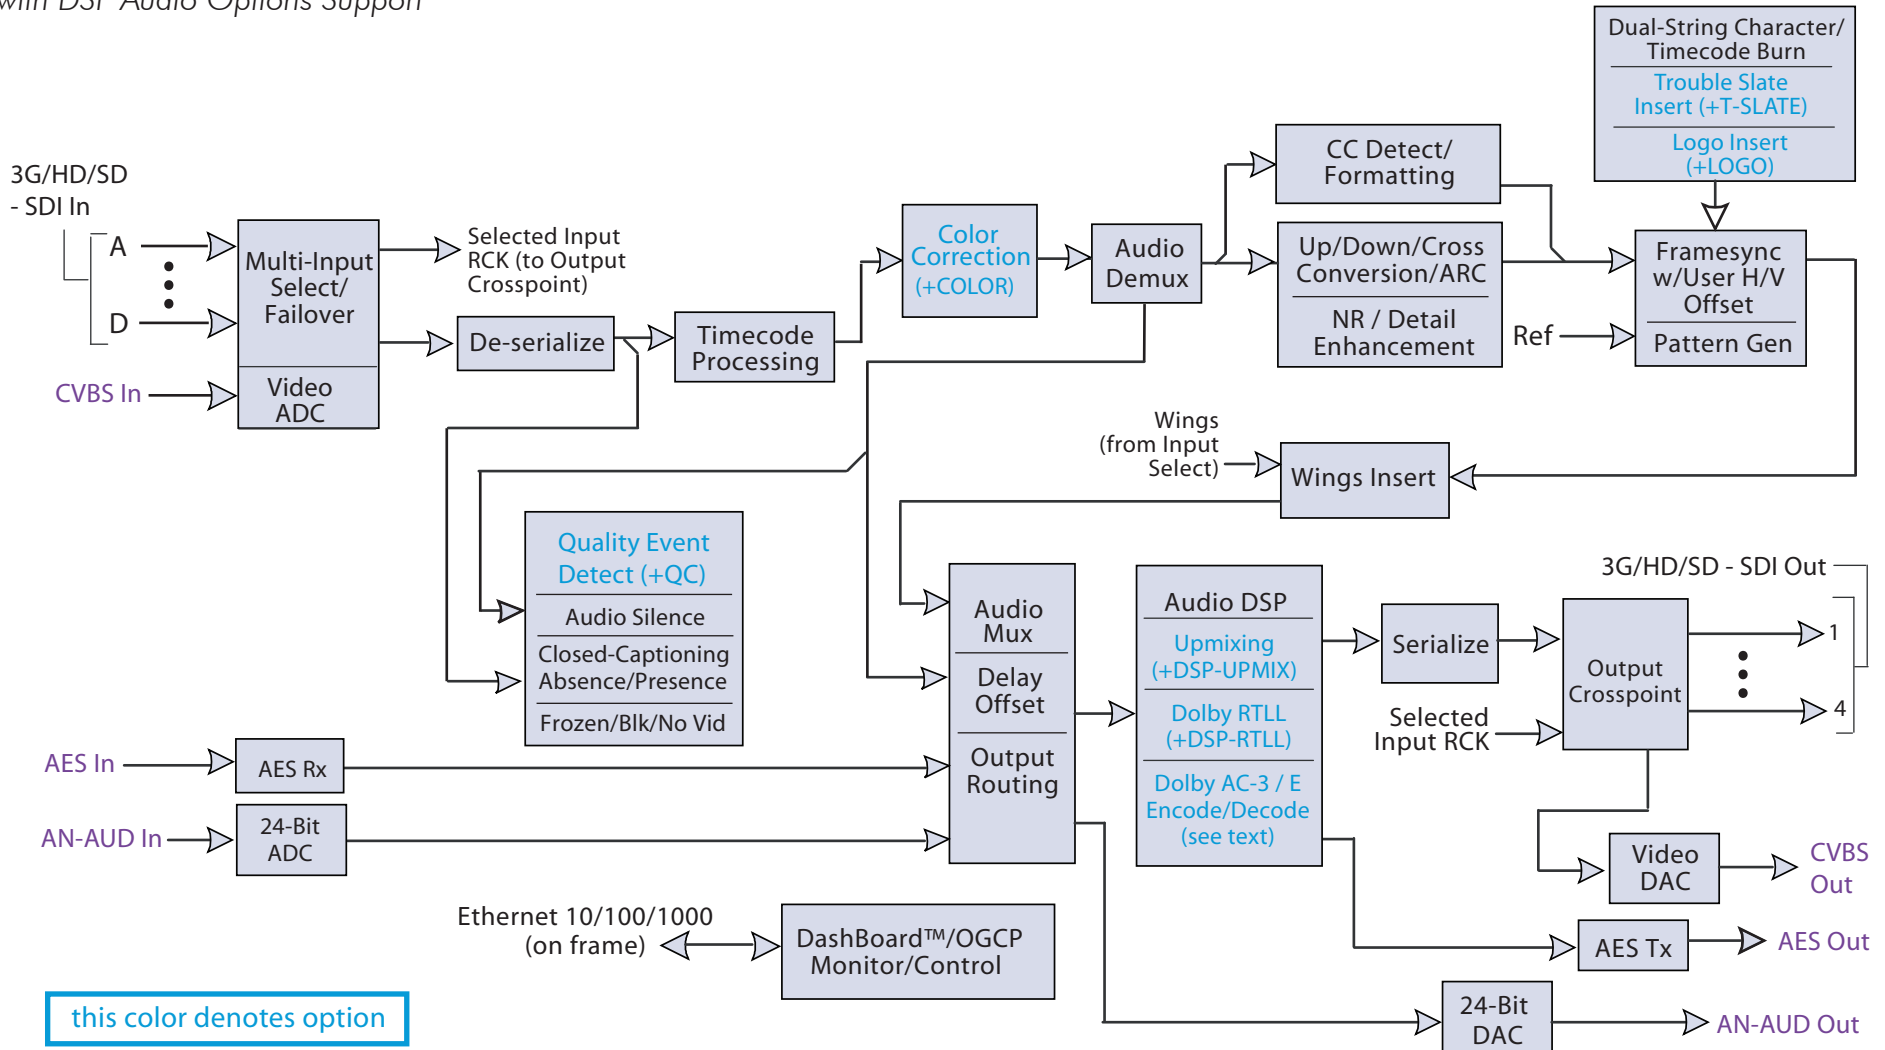 with DSP Audio Options Support
Dual-String Character/
Timecode Burn
Trouble Slate
Insert (+T-SLATE)
Logo Insert
(+LOGO)
3G/HD/SD
- SDI In
A
D
CVBS In
Multi-Input
Select/
Failover
Video
ADC
Selected Input
RCK (to Output
Crosspoint)
De-serialize
Timecode
Processing
Color
Correction
(+COLOR)
Audio
Demux
CC Detect/
Formatting
Up/Down/Cross
Conversion/ARC
NR / Detail
Enhancement
Framesync
w/User H/V
Offset
Pattern Gen
Ref
Wings
(from Input
Select)
Wings Insert
Quality Event
Detect (+QC)
Audio Silence
Closed-Captioning
Absence/Presence
Frozen/Blk/No Vid
Audio
Mux
Delay
Offset
Output
Routing
Audio DSP
Upmixing
(+DSP-UPMIX)
Dolby RTLL
(+DSP-RTLL)
Dolby AC-3 / E
Encode/Decode
(see text)
Serialize
Selected
Input RCK
Output
Crosspoint
3G/HD/SD - SDI Out
1
4
AES In
AES Rx
AN-AUD In
24-Bit
ADC
Video
DAC
CVBS
Out
Ethernet 10/100/1000
(on frame)
DashBoard™/OGCP
Monitor/Control
AES Tx
AES Out
24-Bit
DAC
AN-AUD Out
this color denotes option